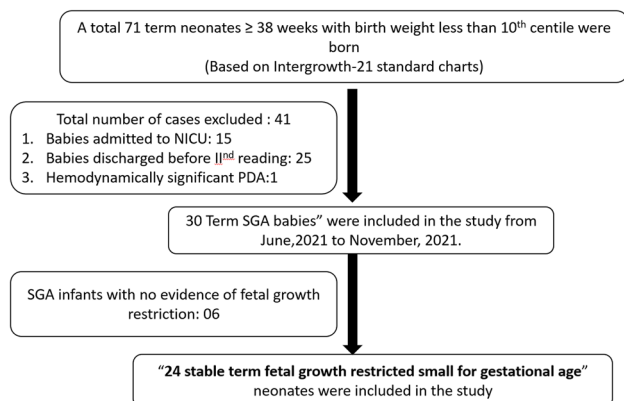 A total 71 term neonates ≥ 38 weeks with birth weight less than 10th centile were
born
(Based on Intergrowth-21 standard charts)
Total number of cases excluded : 41
1. Babies admitted to NICU: 15
2. Babies discharged before IInd reading: 25
3. Hemodynamically significant PDA:1
30 Term SGA babies” were included in the study from
June,2021 to November, 2021.
SGA infants with no evidence of fetal growth
restriction: 06
“24 stable term fetal growth restricted small for gestational age”
neonates were included in the study